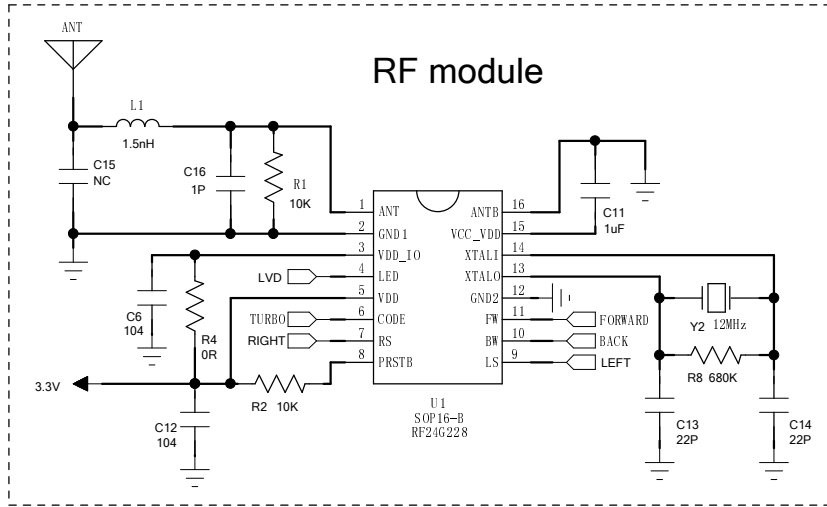 ANT
RF module
L1
1.5nH
C15
NC
C16
1P
R1
10K
C11
1uF
1 ANT
2 GND1
3 VDD_IO
4 LED
5 VDD
6 CODE
7 RS
8 PRSTB
ANTB 16
VCC_VDD 15
XTALI 14
XTALO 13
GND2 12
FW 11
BW 10
LS 9
LVD
TURBO
RIGHT
FORWARD
BACK
LEFT
C6
104
R4
0R
3.3V
R2 10K
C12
104
U1
SOP16-B
RF24G228
Y2 12MHz
R8 680K
C13
22P
C14
22P